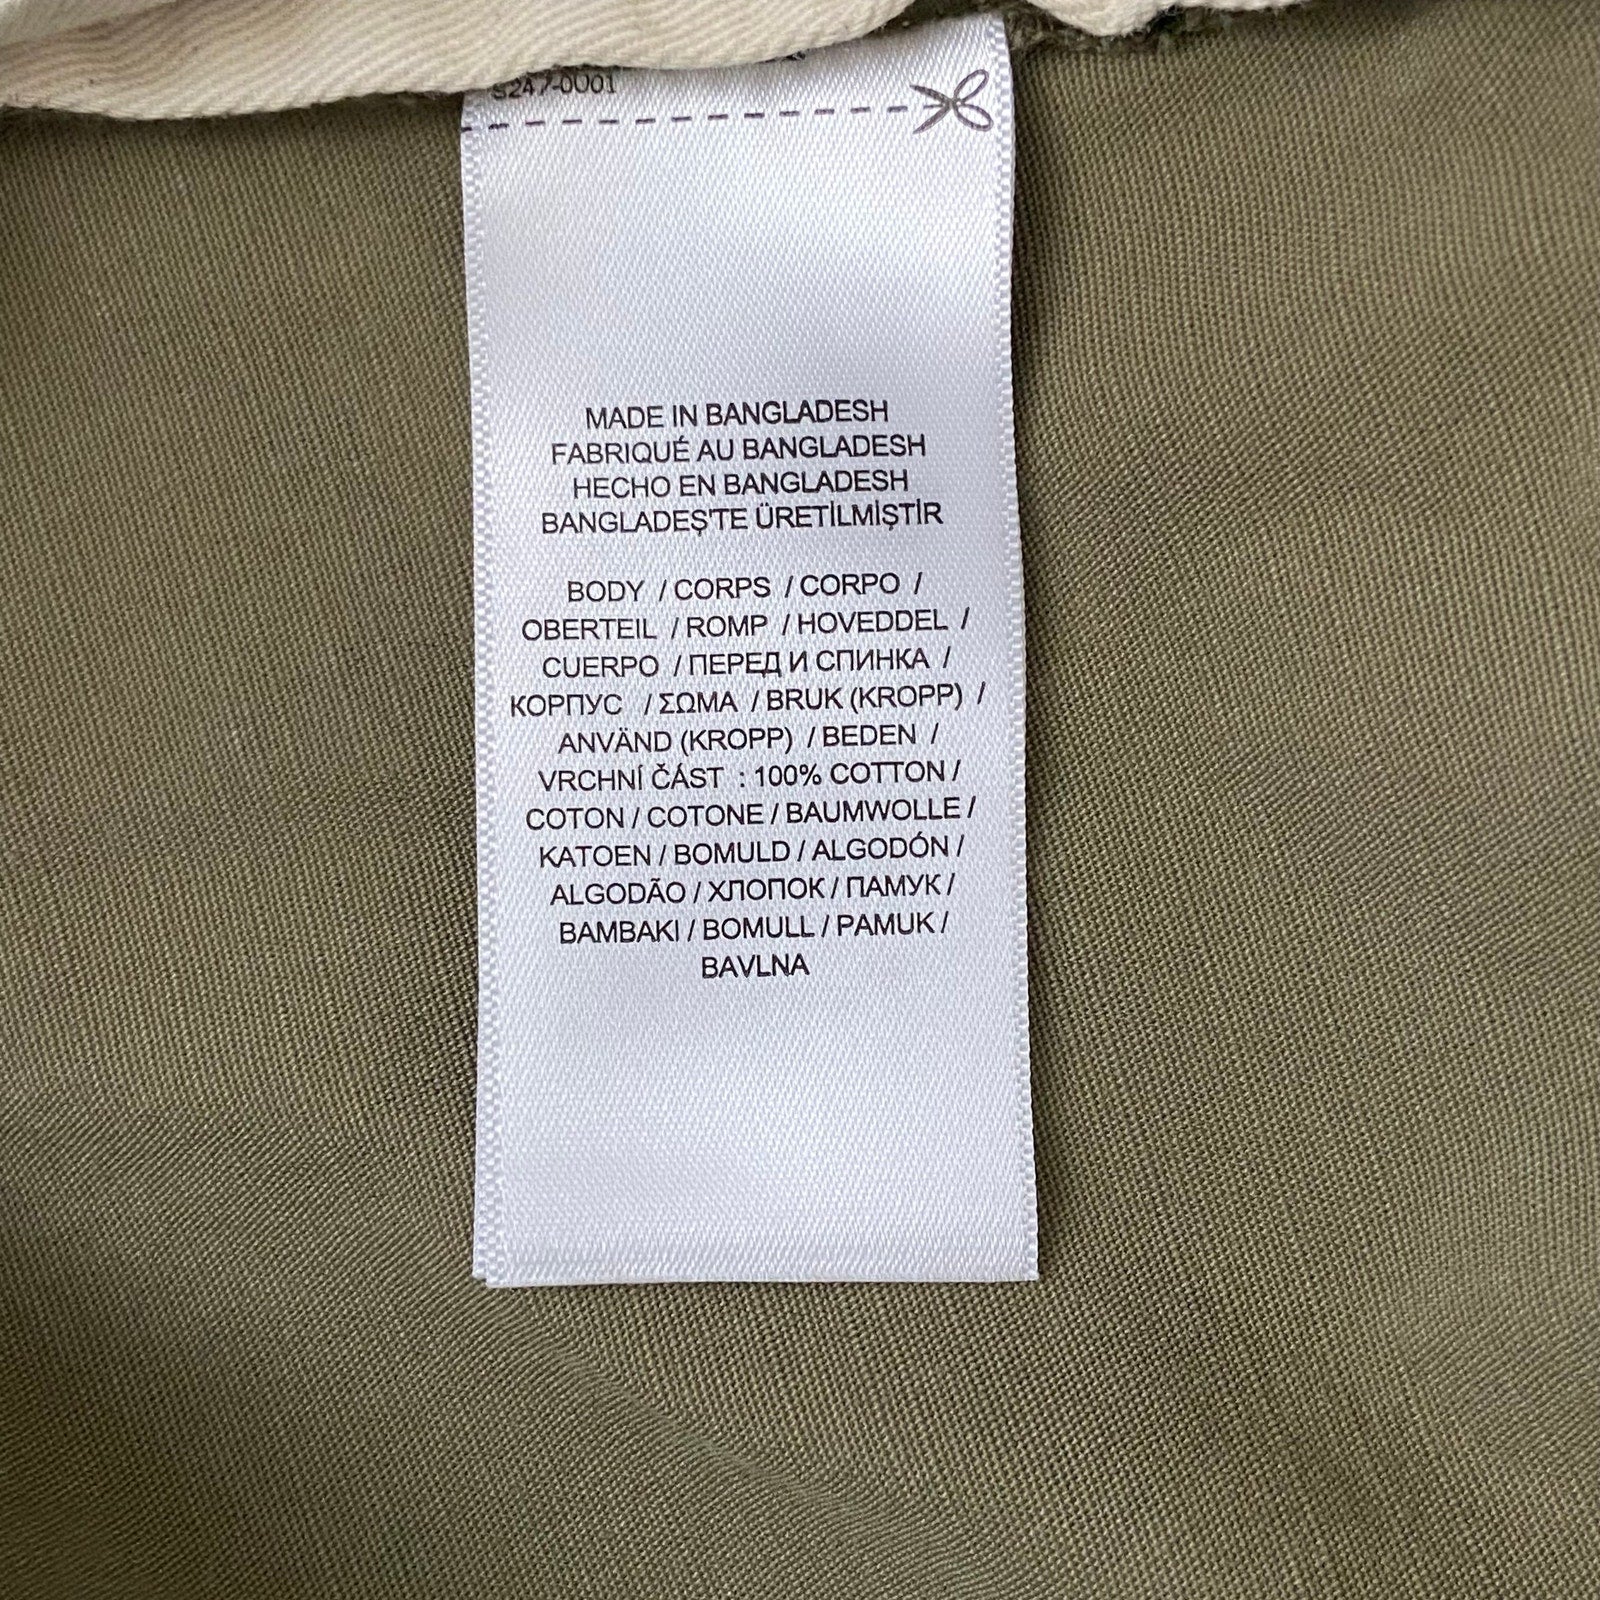 S247-0001
MADE IN BANGLADESH
FABRIQUÉ AU BANGLADESH
HECHO EN BANGLADESH
BANGLADEŞ'TE ÜRETİLMİŞTİR
BODY / CORPS / CORPO /
OBERTEIL / ROMP / HOVEDDEL /
CUERPO / ПЕРЕД И СПИНКА /
КОРПУС / ΣΩΜΑ / BRUK (KROPP) /
ANVÄND (KROPP) / BEDEN /
VRCHNÍ ČÁST : 100% COTTON /
COTON / COTONE / BAUMWOLLE /
KATOEN / BOMULD / ALGODÓN /
ALGODÃO / ХЛОПОК / ПАМУК /
BAMBAKI / BOMULL / PAMUK /
BAVLNA